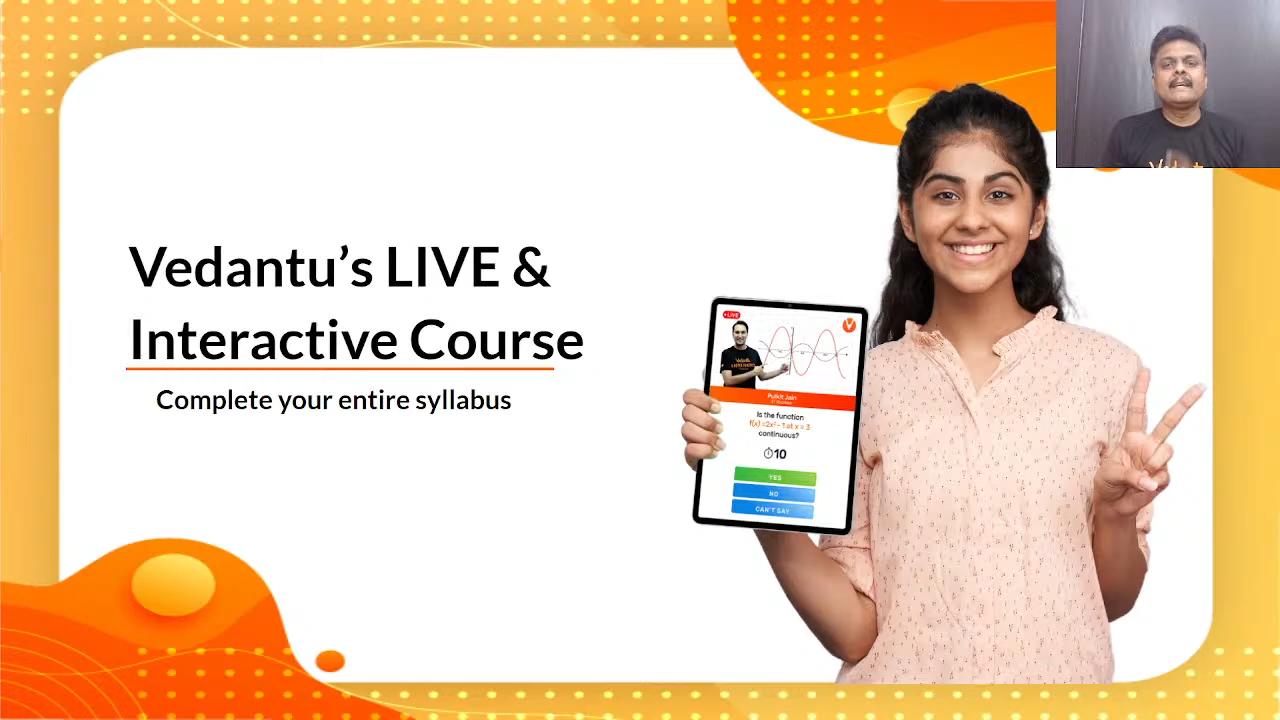 Vedantu's LIVE &
Interactive Course
Complete your entire syllabus
LIVE
Pulkit Jain
Is the function
f(x) =2x² - 1 at x = 3
continuous?
10
YES
NO
CAN'T SAY